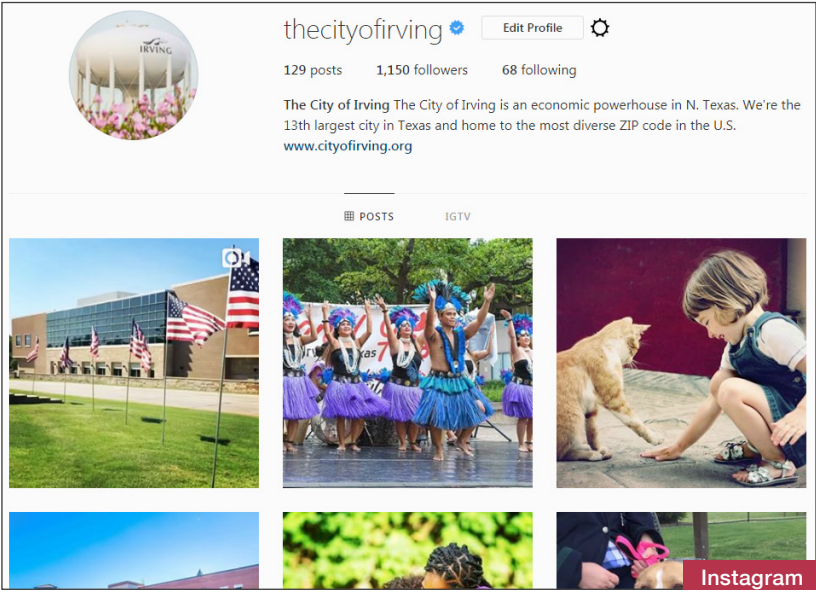 IRVING
thecityofirving
Edit Profile
129 posts
1,150 followers
68 following
The City of Irving The City of Irving is an economic powerhouse in N. Texas. We're the
13th largest city in Texas and home to the most diverse ZIP code in the U.S.
www.cityofirving.org
POSTS
IGTV
xas
Instagram